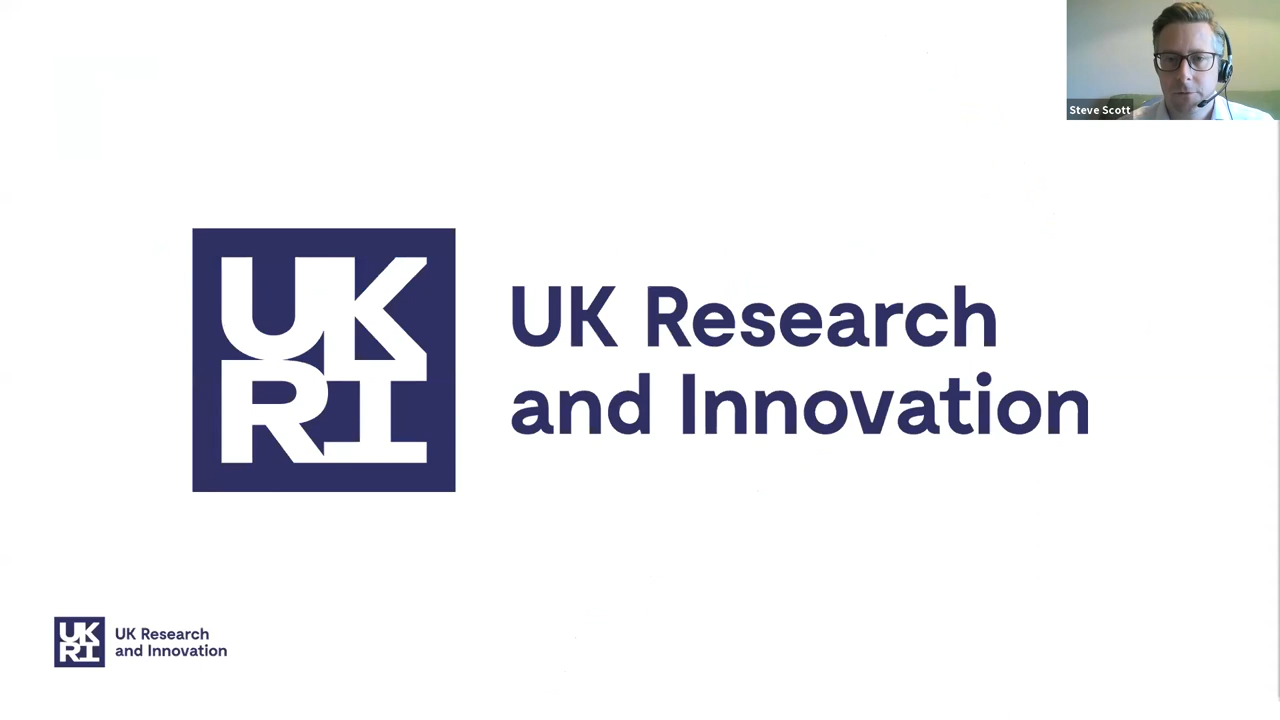 Steve Scott
UK
RI
UK Research
and Innovation
UK
RI
UK Research
and Innovation